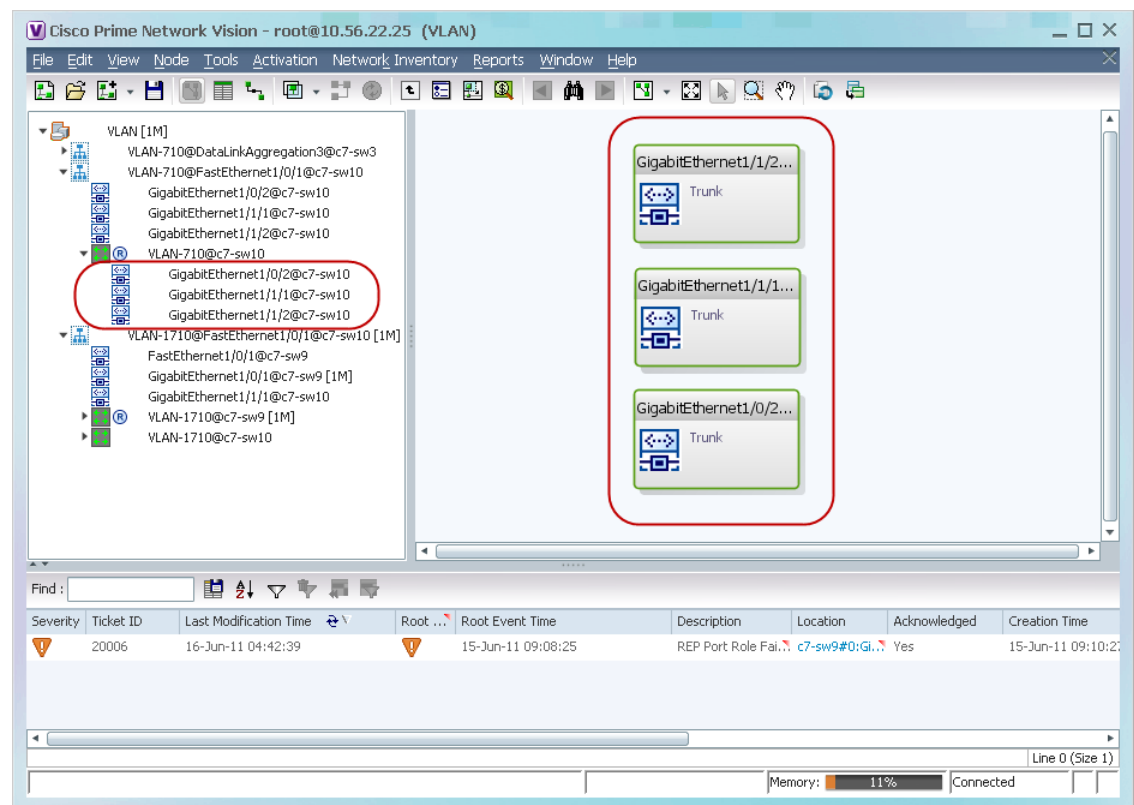 Cisco Prime Network Vision - root@10.56.22.25 (VLAN)
File Edit View Node Tools Activation Network Inventory Reports Window Help
VLAN [1M]
VLAN-710@DataLinkAggregation3@c7-sw3
VLAN-710@FastEthernet1/0/1@c7-sw10
GigabitEthernet1/0/2@c7-sw10
GigabitEthernet1/1/1@c7-sw10
GigabitEthernet1/1/2@c7-sw10
VLAN-710@c7-sw10
GigabitEthernet1/0/2@c7-sw10
GigabitEthernet1/1/1@c7-sw10
GigabitEthernet1/1/2@c7-sw10
VLAN-1710@FastEthernet1/0/1@c7-sw10 [1M]
FastEthernet1/0/1@c7-sw9
GigabitEthernet1/0/1@c7-sw9 [1M]
GigabitEthernet1/1/1@c7-sw10
VLAN-1710@c7-sw9 [1M]
VLAN-1710@c7-sw10
GigabitEthernet1/1/2...
Trunk
GigabitEthernet1/1/1...
Trunk
GigabitEthernet1/0/2...
Trunk
Find :
Severity Ticket ID Last Modification Time Root ... Root Event Time Description Location Acknowledged Creation Time
20006 16-Jun-11 04:42:39 15-Jun-11 09:08:25 REP Port Role Fai... c7-sw9#0:Gi... Yes 15-Jun-11 09:10:27
Line 0 (Size 1)
Memory: 11% Connected